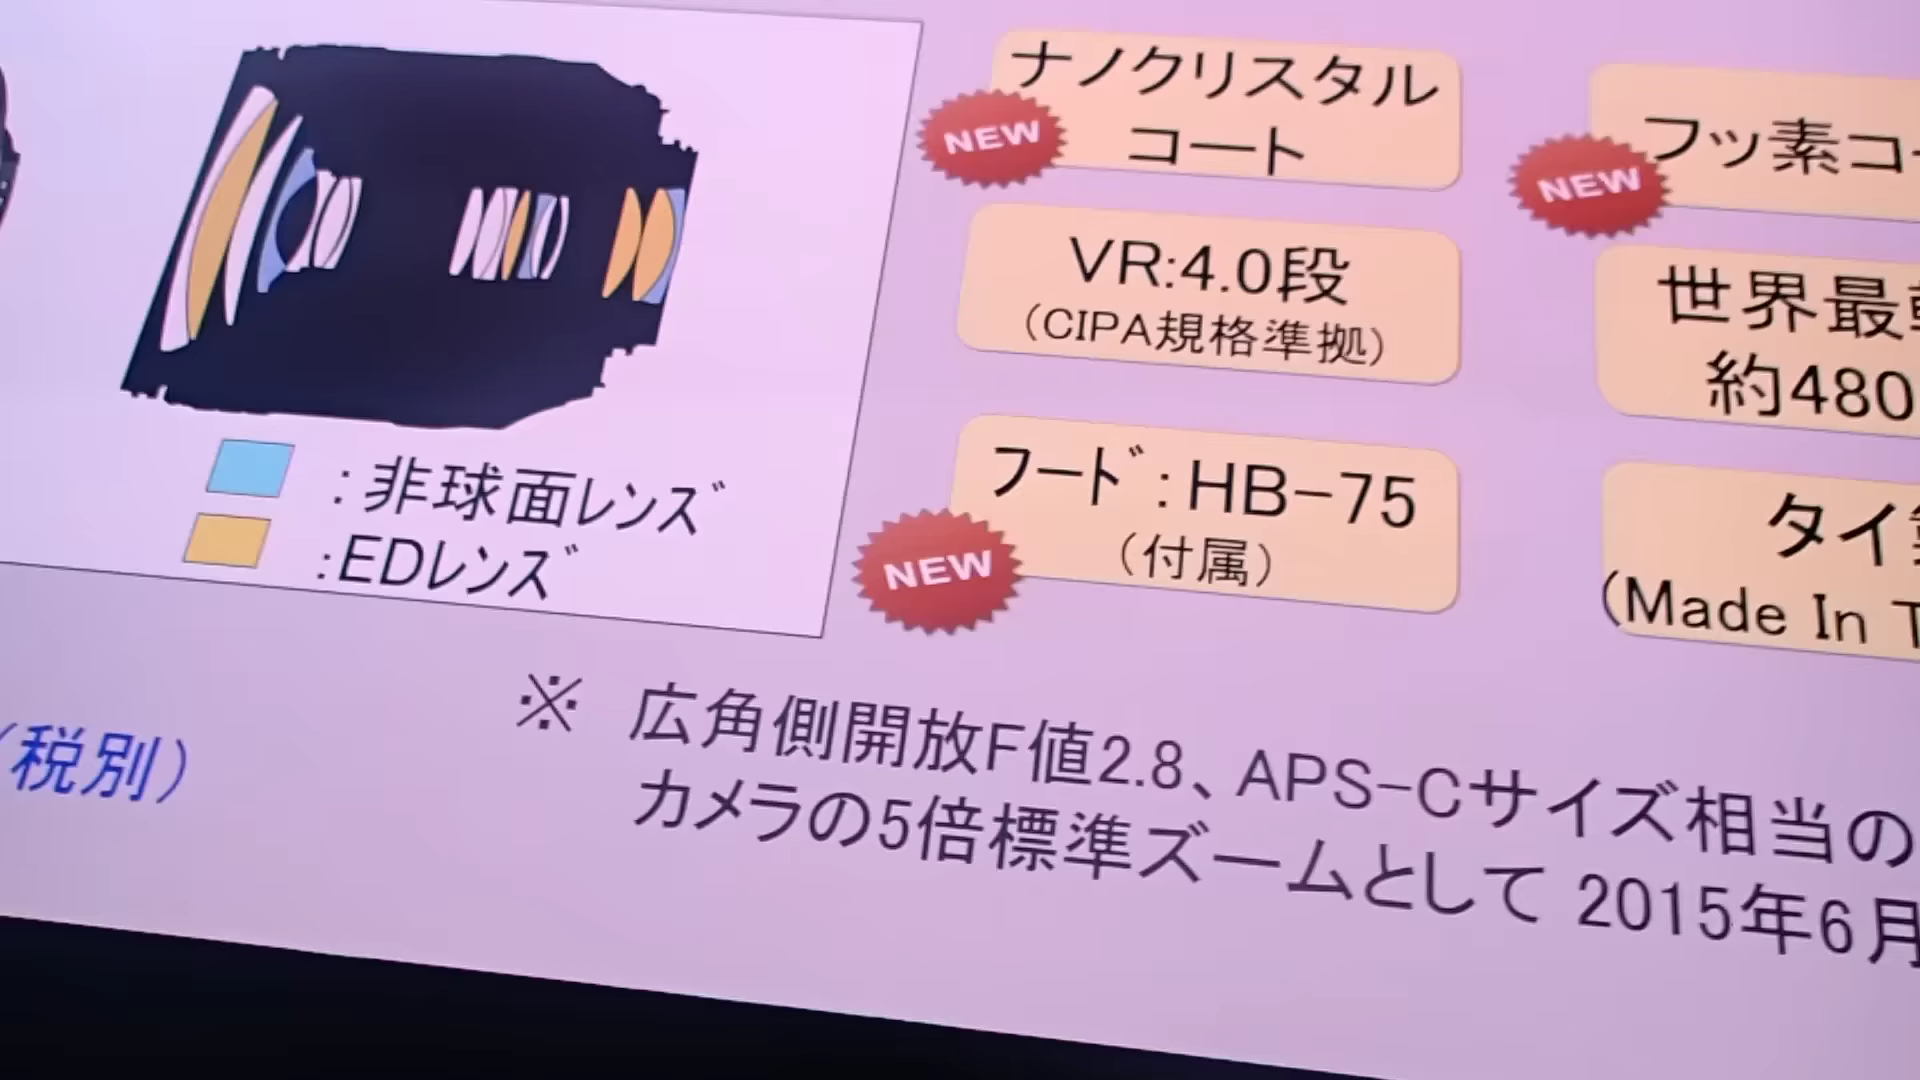 ナノクリスタル
コート
NEW
フッ素コ
NEW
VR:4.0段
(CIPA規格準拠)
世界最
約480
フード:HB-75
(付属)
NEW
タイ
(Made In T
:非球面レンズ
:EDレンズ
(税別)
※ 広角側開放F値2.8、APS-Cサイズ相当の
カメラの5倍標準ズームとして 2015年6月